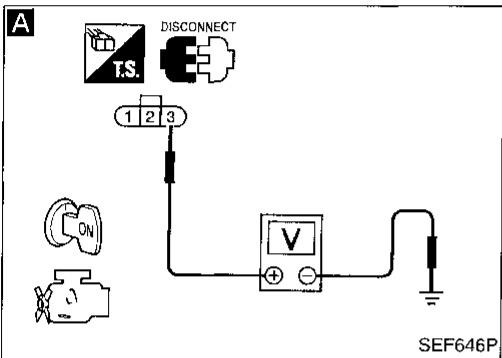 A
DISCONNECT
T.S.
1 2 3
ON
V
+ -
SEF646P